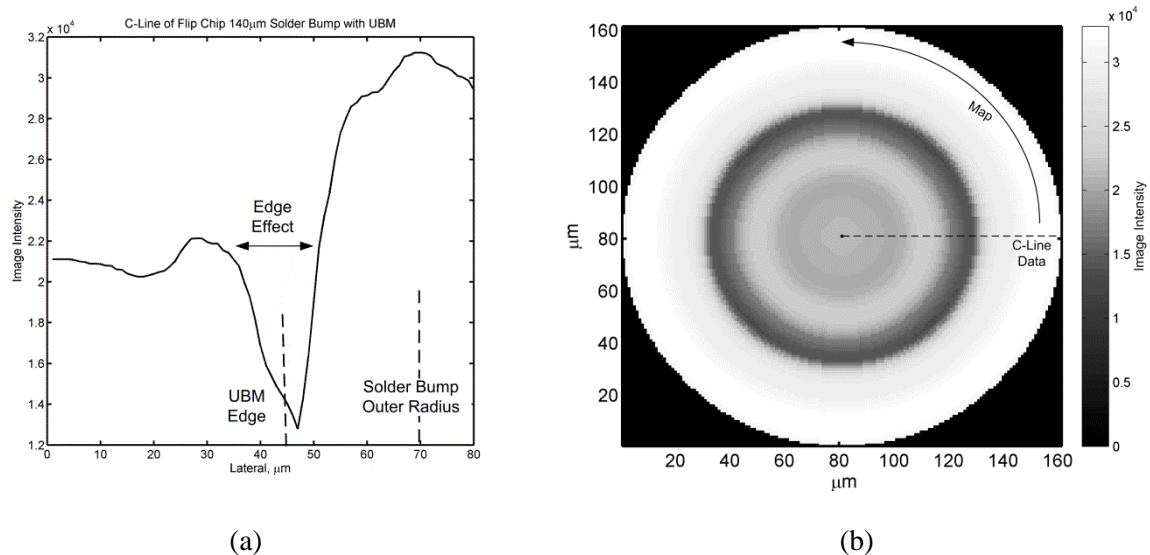 C-Line of Flip Chip 140μm Solder Bump with UBM
x 10⁴
3.2
3
2.8
2.6
2.4
2.2
2
1.8
1.6
1.4
1.2
Image Intensity
Edge
Effect
UBM
Edge
Solder Bump
Outer Radius
0 10 20 30 40 50 60 70 80
Lateral, μm
(a)
160
140
120
100
80
60
40
20
μm
Map
C-Line
Data
20 40 60 80 100 120 140 160
μm
x 10⁴
3
2.5
2
1.5
1
0.5
0
Image Intensity
(b)